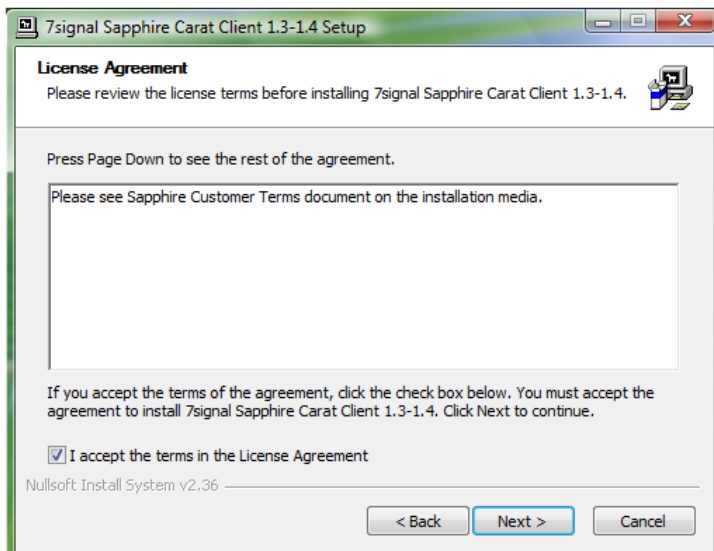 7signal Sapphire Carat Client 1.3-1.4 Setup
License Agreement
Please review the license terms before installing 7signal Sapphire Carat Client 1.3-1.4.
Press Page Down to see the rest of the agreement.
Please see Sapphire Customer Terms document on the installation media.
If you accept the terms of the agreement, click the check box below. You must accept the
agreement to install 7signal Sapphire Carat Client 1.3-1.4. Click Next to continue.
I accept the terms in the License Agreement
Nullsoft Install System v2.36
< Back Next > Cancel